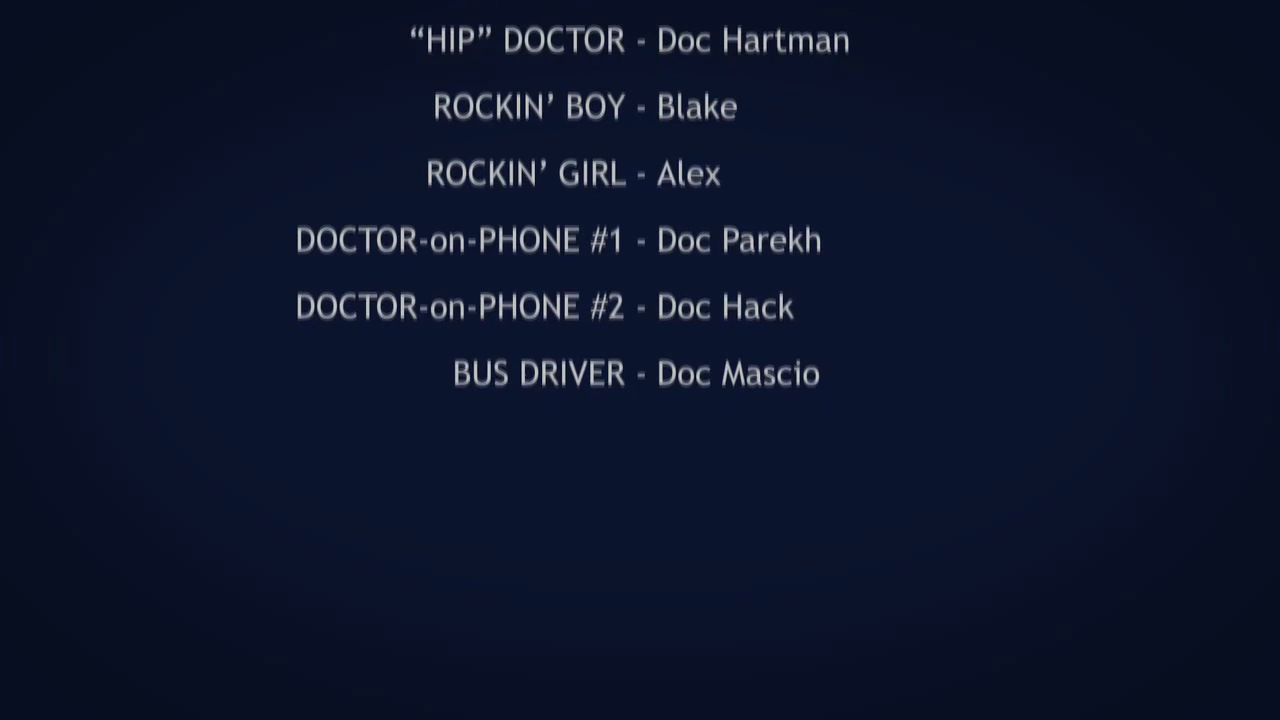 “HIP” DOCTOR - Doc Hartman
ROCKIN’ BOY - Blake
ROCKIN’ GIRL - Alex
DOCTOR-on-PHONE #1 - Doc Parekh
DOCTOR-on-PHONE #2 - Doc Hack
BUS DRIVER - Doc Mascio